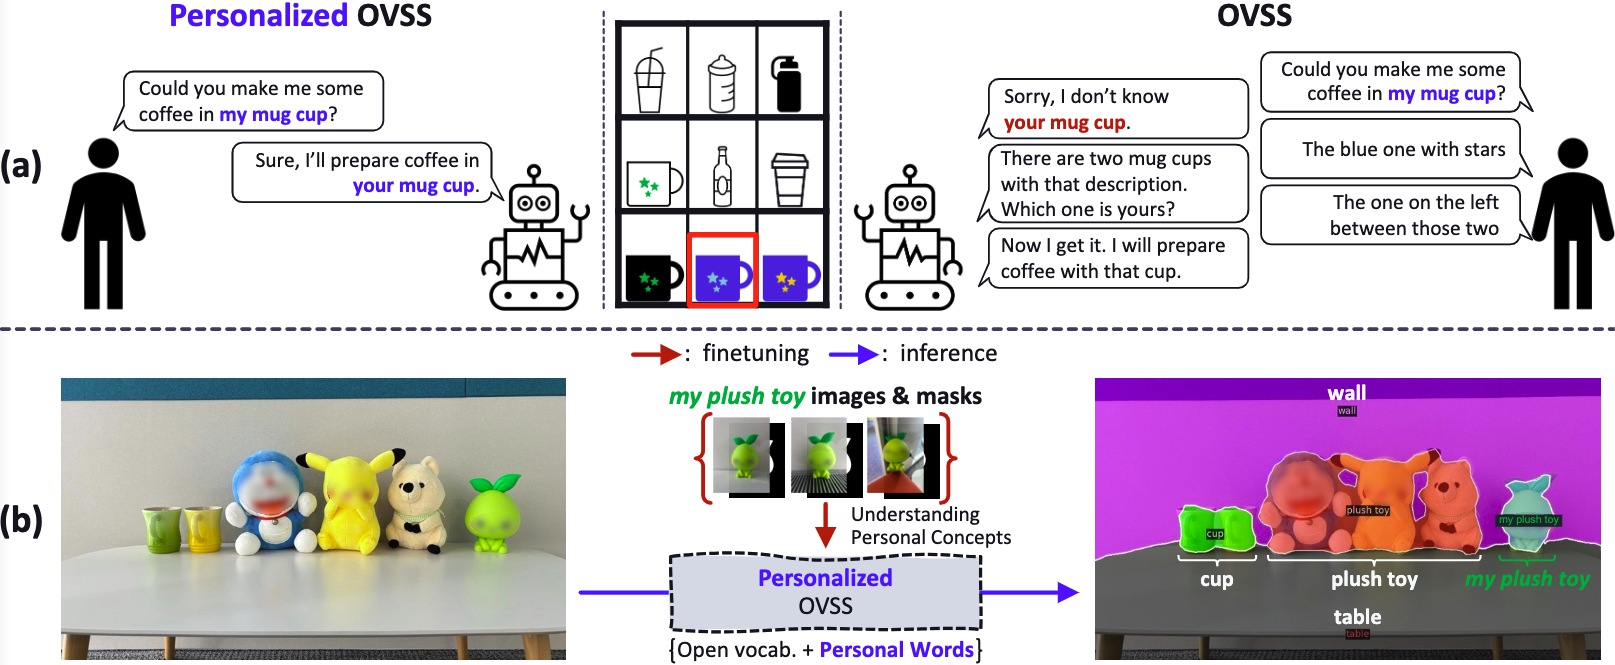 Personalized OVSS
OVSS
(a)
Could you make me some
coffee in my mug cup?
Sure, I'll prepare coffee in
your mug cup.
Could you make me some
coffee in my mug cup?
Sorry, I don't know
your mug cup.
The blue one with stars
There are two mug cups
with that description.
Which one is yours?
The one on the left
between those two
Now I get it. I will prepare
coffee with that cup.
: finetuning : inference
(b)
my plush toy images & masks
Understanding
Personal Concepts
Personalized
OVSS
{Open vocab. + Personal Words}
wall
wall
plush toy
my plush toy
cup
cup
plush toy
my plush toy
table
table